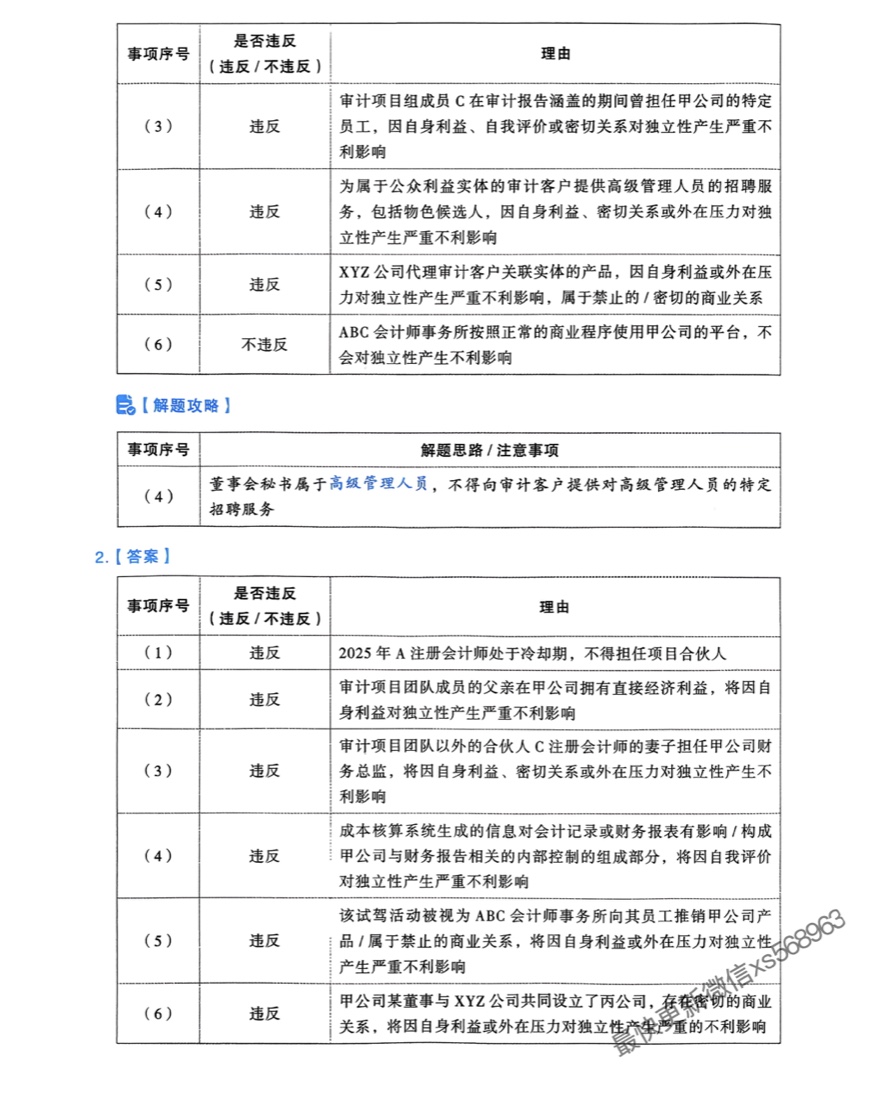 事项序号
是否违反
（违反 / 不违反）
理由
（3）
违反
审计项目组成员 C 在审计报告涵盖的期间曾担任甲公司的特定
员工，因自身利益、自我评价或密切关系对独立性产生严重不
利影响
（4）
违反
为属于公众利益实体的审计客户提供高级管理人员的招聘服
务，包括物色候选人，因自身利益、密切关系或外在压力对独
立性产生严重不利影响
（5）
违反
XYZ 公司代理审计客户关联实体的产品，因自身利益或外在压
力对独立性产生严重不利影响，属于禁止的 / 密切的商业关系
（6）
不违反
ABC 会计师事务所按照正常的商业程序使用甲公司的平台，不
会对独立性产生不利影响
【解题攻略】
事项序号
解题思路 / 注意事项
（4）
董事会秘书属于高级管理人员，不得向审计客户提供对高级管理人员的特定
招聘服务
2.【答案】
事项序号
是否违反
（违反 / 不违反）
理由
（1）
违反
2025 年 A 注册会计师处于冷却期，不得担任项目合伙人
（2）
违反
审计项目团队成员的父亲在甲公司拥有直接经济利益，将因自
身利益对独立性产生严重不利影响
（3）
违反
审计项目团队以外的合伙人 C 注册会计师的妻子担任甲公司财
务总监，将因自身利益、密切关系或外在压力对独立性产生不
利影响
（4）
违反
成本核算系统生成的信息对会计记录或财务报表有影响 / 构成
甲公司与财务报告相关的内部控制的组成部分，将因自我评价
对独立性产生严重不利影响
（5）
违反
该试驾活动被视为 ABC 会计师事务所向其员工推销甲公司产
品 / 属于禁止的商业关系，将因自身利益或外在压力对独立性
产生严重不利影响
（6）
违反
甲公司某董事与 XYZ 公司共同设立了丙公司，存在密切的商业
关系，将因自身利益或外在压力对独立性产生严重的不利影响
最快更新微信xs568963